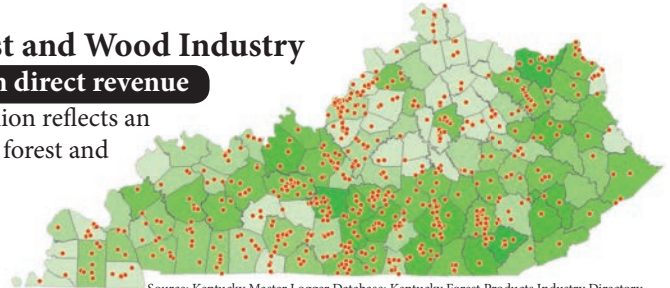 st and Wood Industry
n direct revenue
ion reflects an
forest and
Source: Kentucky Master Logger Database; Kentucky Forest Products Industry Directory